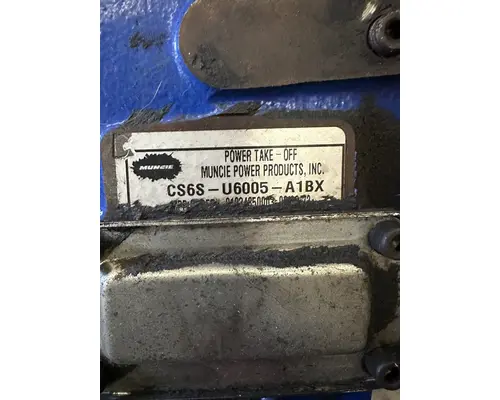 MUNCIE
POWER TAKE-OFF
MUNCIE POWER PRODUCTS, INC.
CS6S-U6005-A1BX